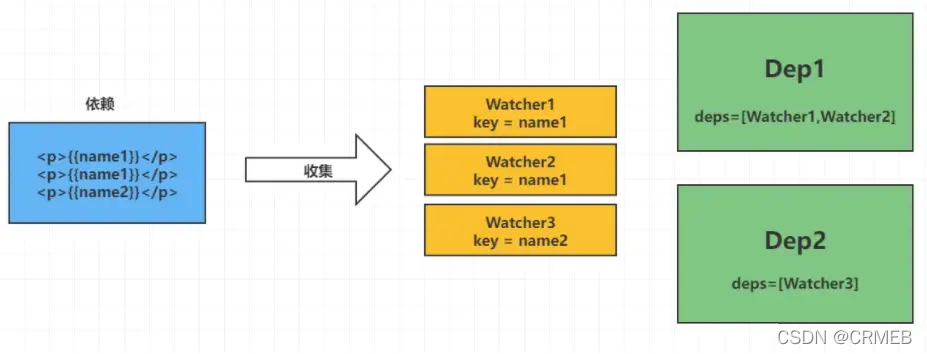 依赖
<p>{{name1}}</p>
<p>{{name1}}</p>
<p>{{name2}}</p>
收集
Watcher1
key = name1
Watcher2
key = name1
Watcher3
key = name2
Dep1
deps=[Watcher1,Watcher2]
Dep2
deps=[Watcher3]
CSDN @CRMEB